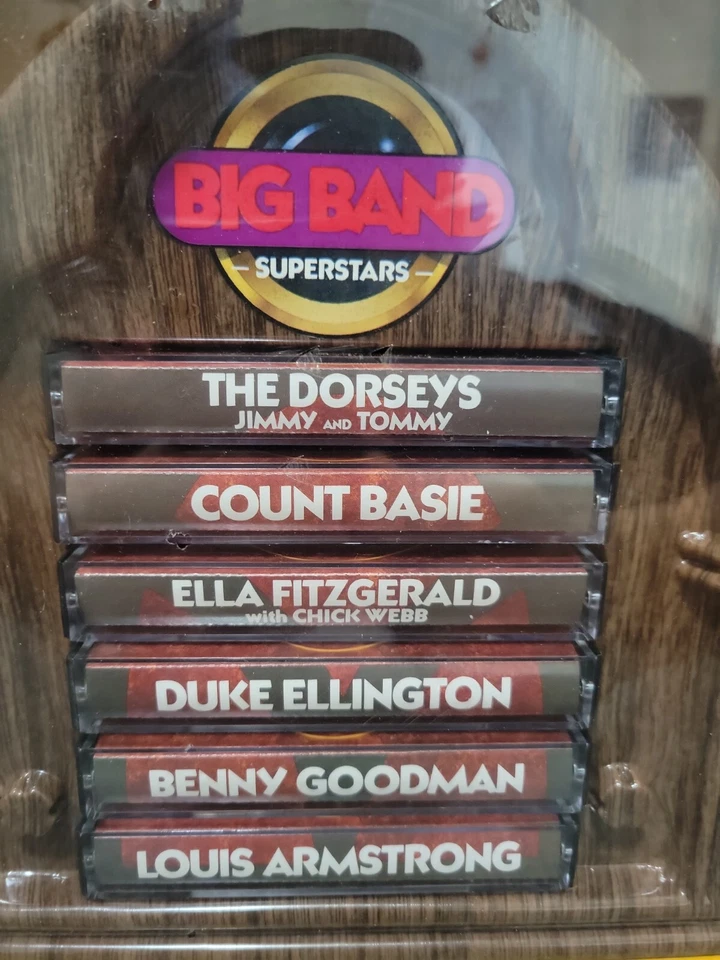 BIG BAND
SUPERSTARS
THE DORSEYS
JIMMY AND TOMMY
COUNT BASIE
ELLA FITZGERALD
with CHICK WEBB
DUKE ELLINGTON
BENNY GOODMAN
LOUIS ARMSTRONG